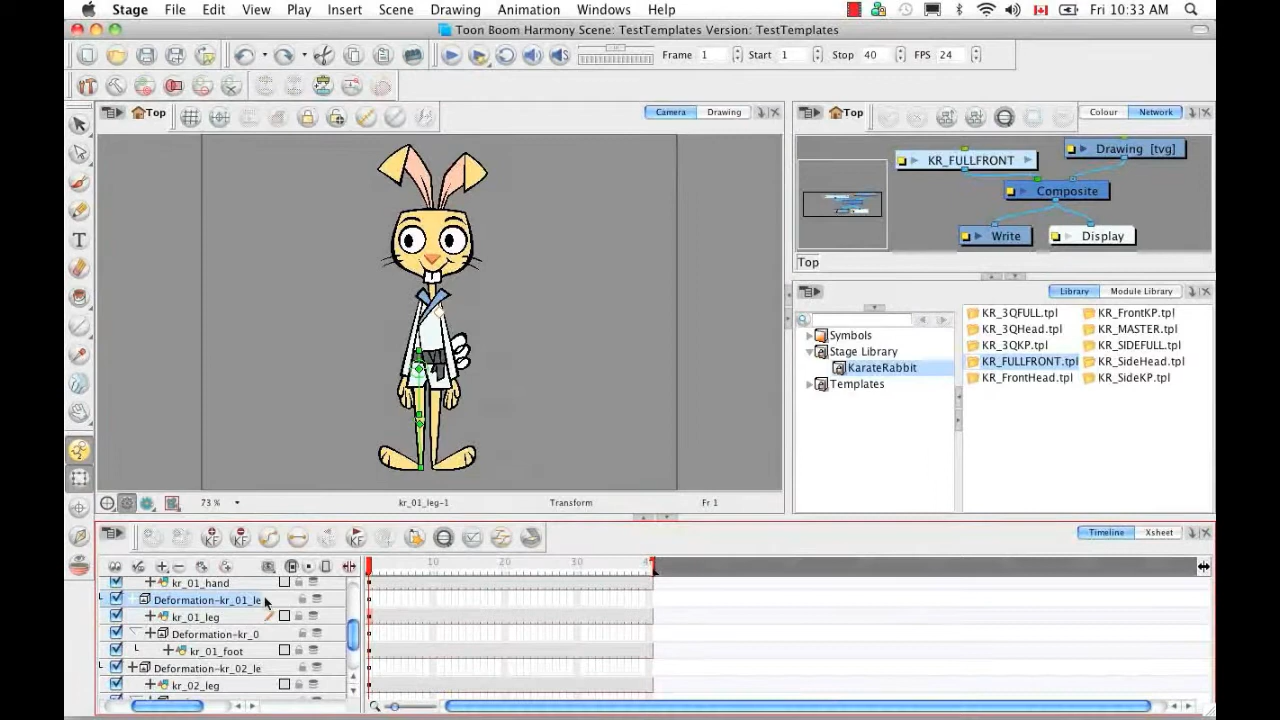 Stage File Edit View Play Insert Scene Drawing Animation Windows Help Fri 10:33 AM
Toon Boom Harmony Scene: TestTemplates Version: TestTemplates
Frame 1 Start 1 Stop 40 FPS 24
Top Camera Drawing
Top Colour Network
KR_FULLFRONT Drawing [tvg]
Composite
Write Display
Top
Library Module Library
Symbols
Stage Library
KarateRabbit
Templates
KR_3QFULL.tpl KR_FrontKP.tpl
KR_3QHead.tpl KR_MASTER.tpl
KR_3QKP.tpl KR_SIDEFULL.tpl
KR_FULLFRONT.tpl KR_SideHead.tpl
KR_FrontHead.tpl KR_SideKP.tpl
73 % kr_01_leg-1 Transform Fr 1
Timeline Xsheet
10 20 30
kr_01_hand
Deformation-kr_01_le
kr_01_leg
Deformation-kr_0
kr_01_foot
Deformation-kr_02_le
kr_02_leg